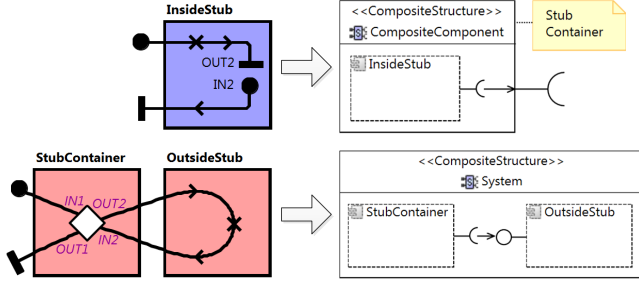 InsideStub
OUT2
IN2
<<CompositeStructure>>
CompositeComponent
InsideStub
Stub
Container
StubContainer
OutsideStub
IN1
OUT2
OUT1
IN2
<<CompositeStructure>>
System
StubContainer
OutsideStub